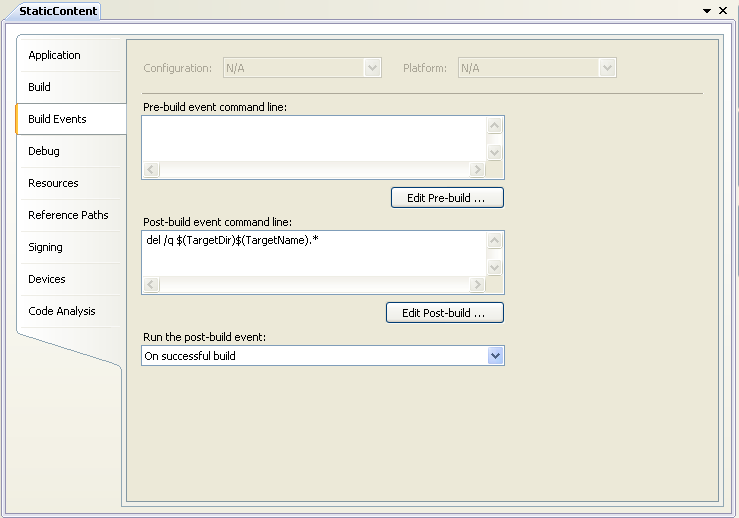 StaticContent
Application
Build
Build Events
Debug
Resources
Reference Paths
Signing
Devices
Code Analysis
Configuration: N/A Platform: N/A
Pre-build event command line:
Edit Pre-build ...
Post-build event command line:
del /q $(TargetDir)$(TargetName).*
Edit Post-build ...
Run the post-build event:
On successful build